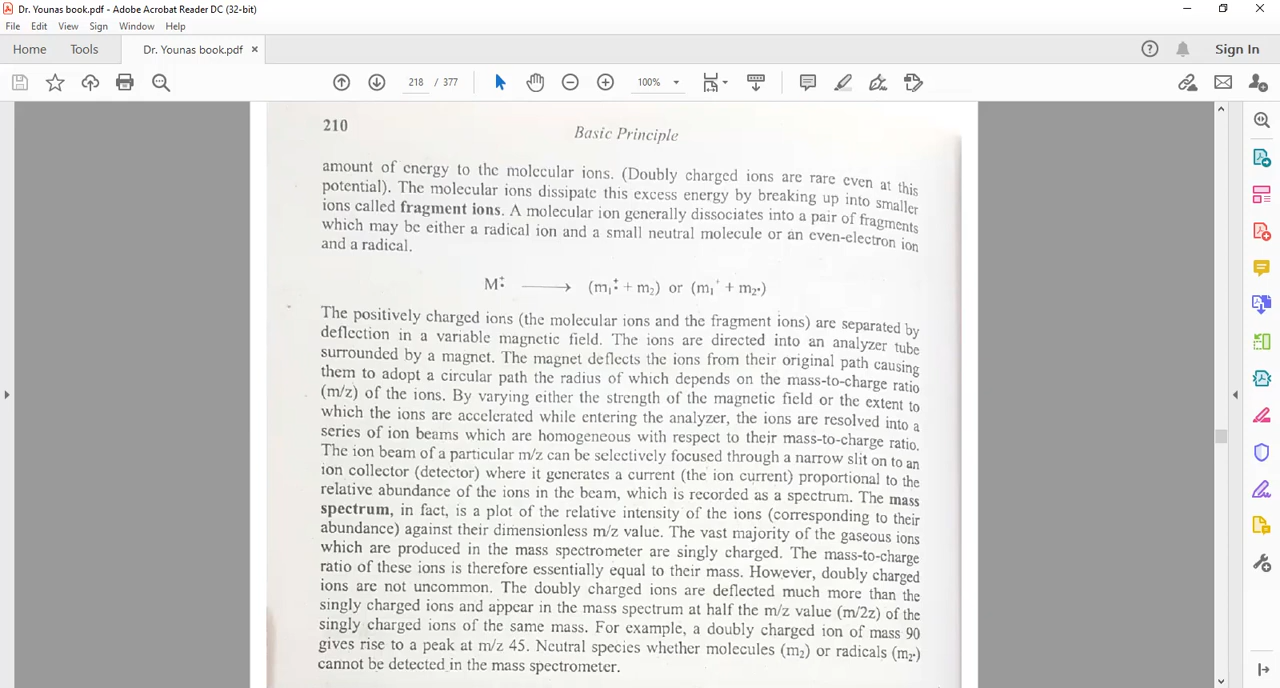 Dr. Younas book.pdf - Adobe Acrobat Reader DC (32-bit)
File Edit View Sign Window Help
Home Tools Dr. Younas book.pdf × Sign In
218 / 377 100%
210
Basic Principle
amount of energy to the molecular ions. (Doubly charged ions are rare even at this
potential). The molecular ions dissipate this excess energy by breaking up into smaller
ions called fragment ions. A molecular ion generally dissociates into a pair of fragments
which may be either a radical ion and a small neutral molecule or an even-electron ion
and a radical.
M⁺̇ ⟶ (m₁⁺̇ + m₂) or (m₁⁺ + m₂•)
The positively charged ions (the molecular ions and the fragment ions) are separated by
deflection in a variable magnetic field. The ions are directed into an analyzer tube
surrounded by a magnet. The magnet deflects the ions from their original path causing
them to adopt a circular path the radius of which depends on the mass-to-charge ratio
(m/z) of the ions. By varying either the strength of the magnetic field or the extent to
which the ions are accelerated while entering the analyzer, the ions are resolved into a
series of ion beams which are homogeneous with respect to their mass-to-charge ratio.
The ion beam of a particular m/z can be selectively focused through a narrow slit on to an
ion collector (detector) where it generates a current (the ion current) proportional to the
relative abundance of the ions in the beam, which is recorded as a spectrum. The mass
spectrum, in fact, is a plot of the relative intensity of the ions (corresponding to their
abundance) against their dimensionless m/z value. The vast majority of the gaseous ions
which are produced in the mass spectrometer are singly charged. The mass-to-charge
ratio of these ions is therefore essentially equal to their mass. However, doubly charged
ions are not uncommon. The doubly charged ions are deflected much more than the
singly charged ions and appear in the mass spectrum at half the m/z value (m/2z) of the
singly charged ions of the same mass. For example, a doubly charged ion of mass 90
gives rise to a peak at m/z 45. Neutral species whether molecules (m₂) or radicals (m₂•)
cannot be detected in the mass spectrometer.